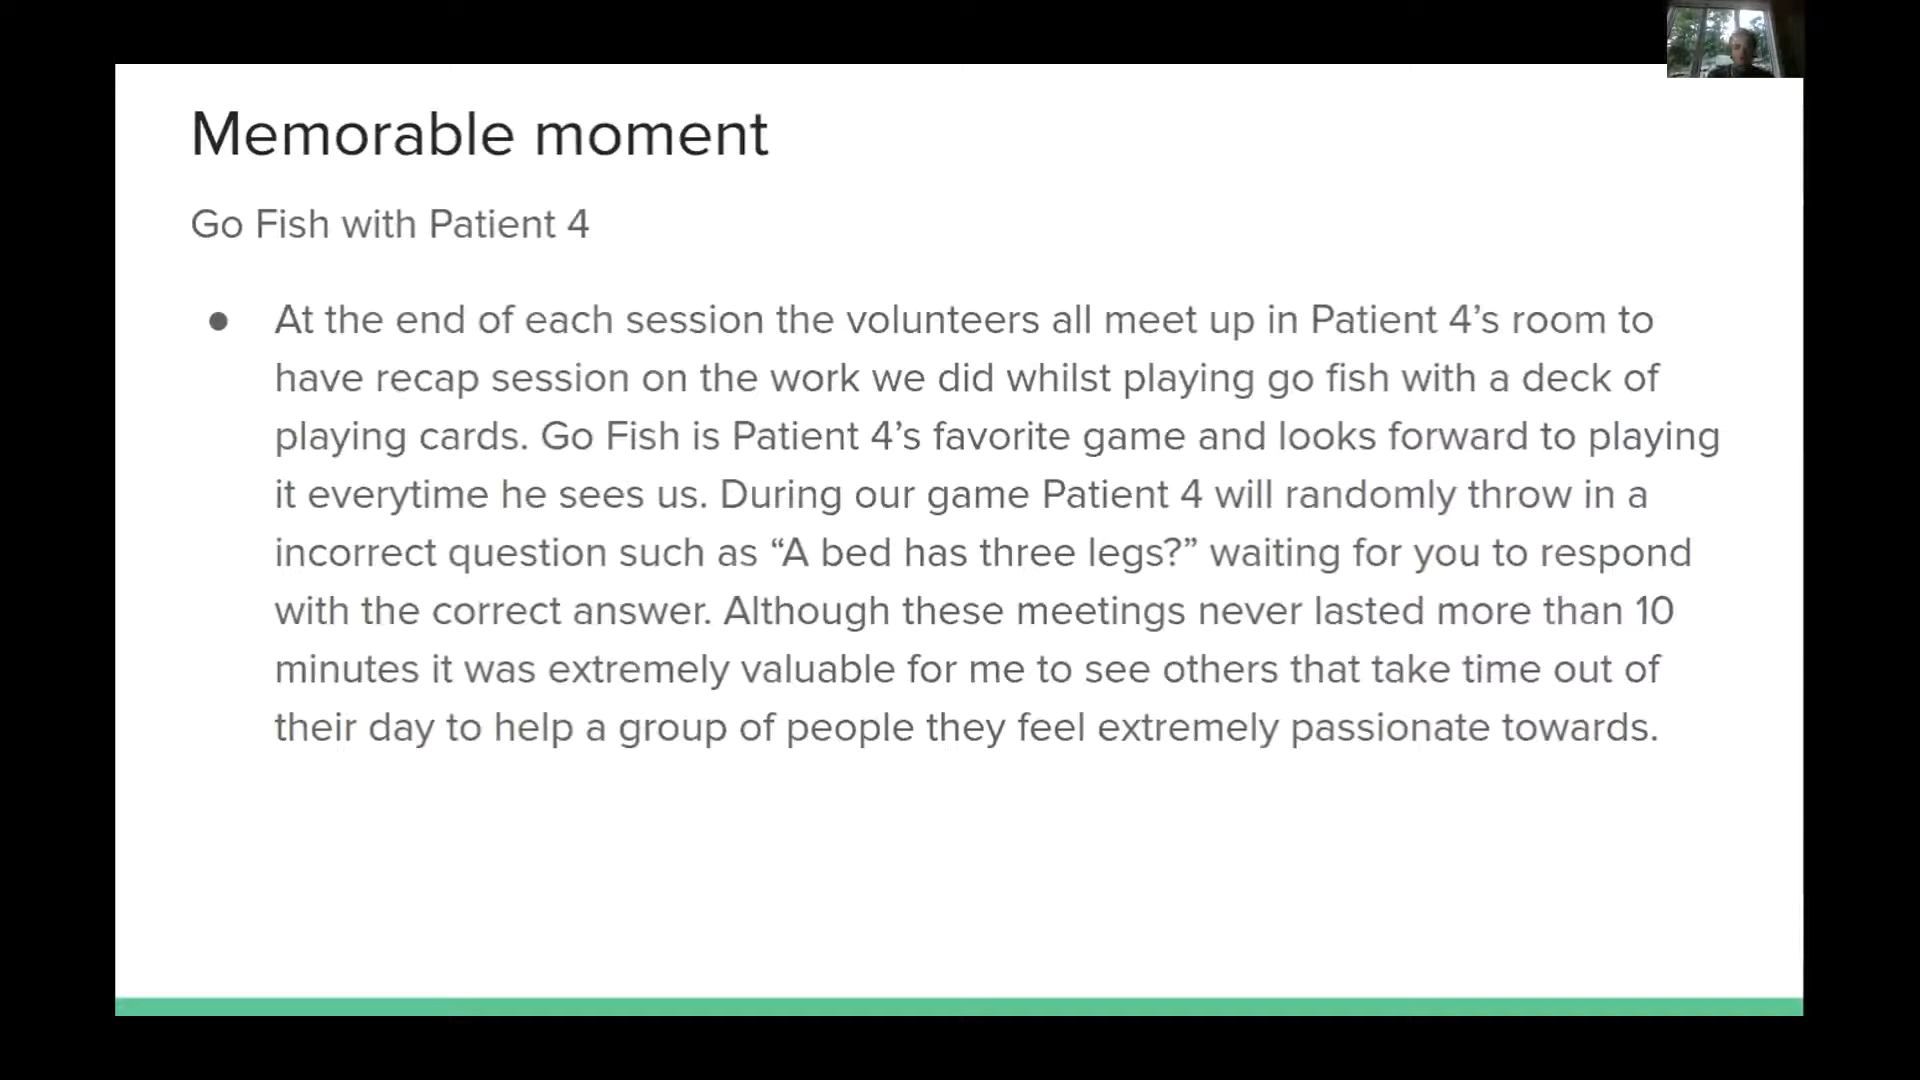 Memorable moment
Go Fish with Patient 4
● At the end of each session the volunteers all meet up in Patient 4’s room to
have recap session on the work we did whilst playing go fish with a deck of
playing cards. Go Fish is Patient 4’s favorite game and looks forward to playing
it everytime he sees us. During our game Patient 4 will randomly throw in a
incorrect question such as “A bed has three legs?” waiting for you to respond
with the correct answer. Although these meetings never lasted more than 10
minutes it was extremely valuable for me to see others that take time out of
their day to help a group of people they feel extremely passionate towards.